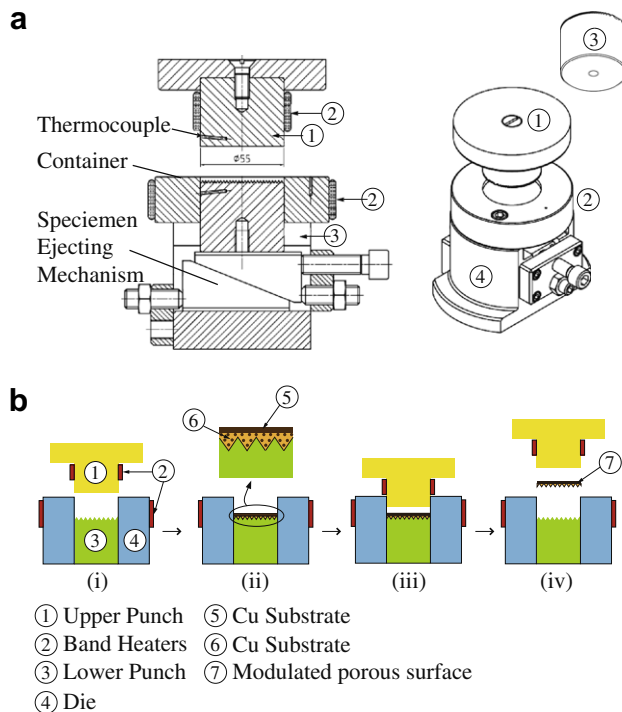 a
③
②
①
Thermocouple
①
ø55
Container
②
②
Speciemen
③
Ejecting
④
Mechanism
b
⑤
⑥
①
②
⑦
③
④
(i)
(ii)
(iii)
(iv)
① Upper Punch
② Band Heaters
③ Lower Punch
④ Die
⑤ Cu Substrate
⑥ Cu Substrate
⑦ Modulated porous surface